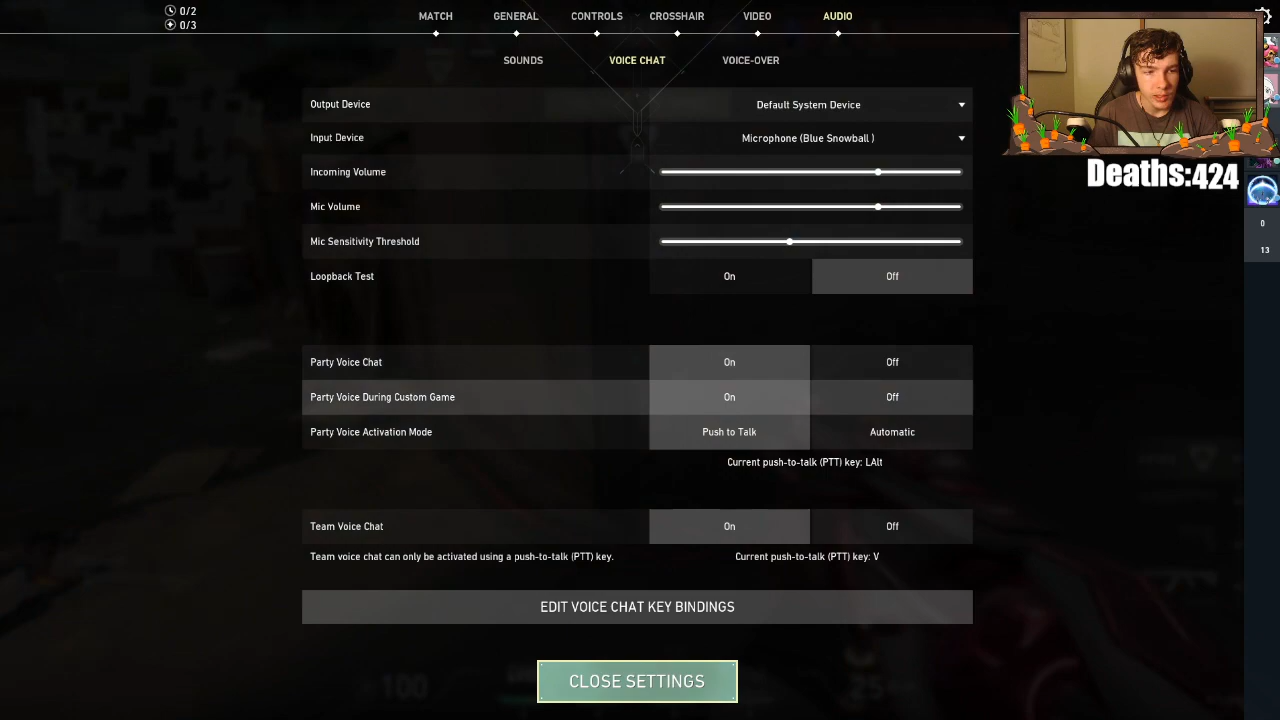 0/2
0/3
MATCH GENERAL CONTROLS CROSSHAIR VIDEO AUDIO
SOUNDS VOICE CHAT VOICE-OVER
Output Device Default System Device
Input Device Microphone (Blue Snowball )
Incoming Volume
Mic Volume
Mic Sensitivity Threshold
Loopback Test On Off
Party Voice Chat On Off
Party Voice During Custom Game On Off
Party Voice Activation Mode Push to Talk Automatic
Current push-to-talk (PTT) key: LAlt
Team Voice Chat On Off
Team voice chat can only be activated using a push-to-talk (PTT) key. Current push-to-talk (PTT) key: V
EDIT VOICE CHAT KEY BINDINGS
CLOSE SETTINGS
Deaths:424
0
13
100
25